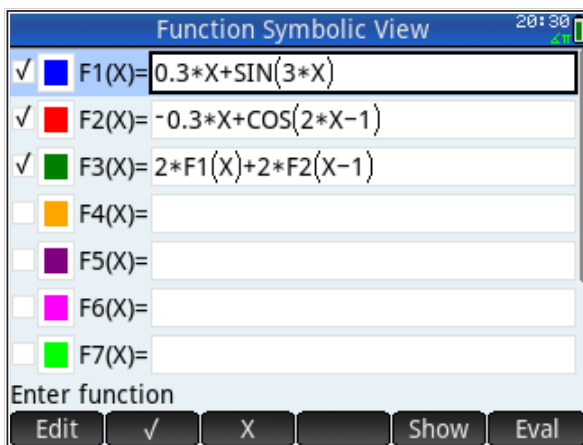 Function Symbolic View 20:30
∡π
√ F1(X)= 0.3*X+SIN(3*X)
√ F2(X)= -0.3*X+COS(2*X-1)
√ F3(X)= 2*F1(X)+2*F2(X-1)
F4(X)=
F5(X)=
F6(X)=
F7(X)=
Enter function
Edit √ X Show Eval